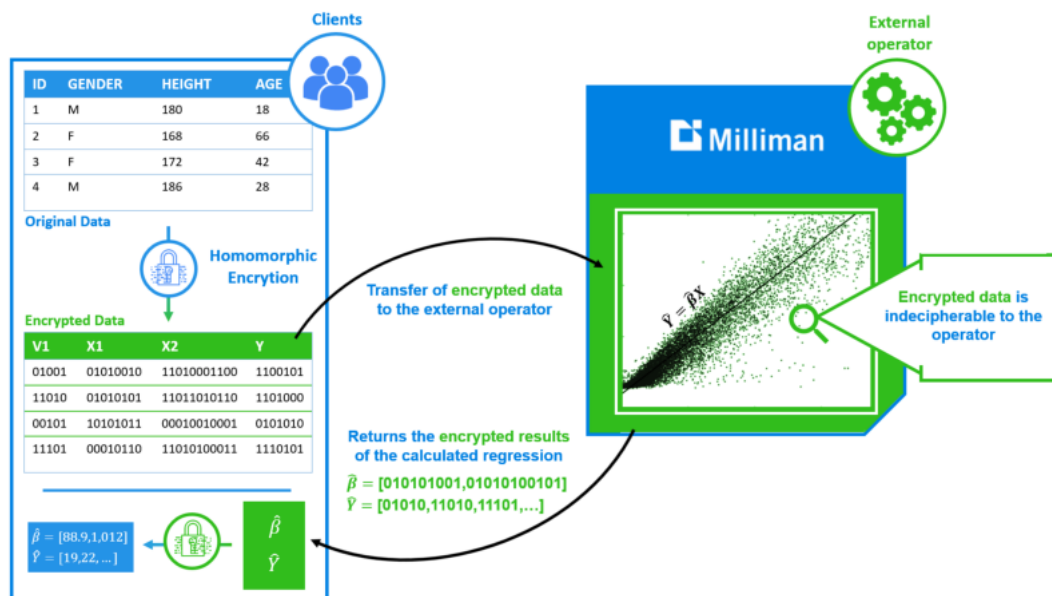 Clients
ID GENDER HEIGHT AGE
1 M 180 18
2 F 168 66
3 F 172 42
4 M 186 28
Original Data
Homomorphic
Encrytion
Encrypted Data
V1 X1 X2 Y
01001 01010010 11010001100 1100101
11010 01010101 11011010110 1101000
00101 10101011 00010010001 0101010
11101 00010110 11010100011 1110101
β̂ = [88.9,1,012]
Ŷ = [19,22, ...]
β̂
Ŷ
Transfer of encrypted data
to the external operator
Returns the encrypted results
of the calculated regression
β̂ = [010101001,01010100101]
Ŷ = [01010,11010,11101,...]
External
operator
Milliman
Ŷ = β̂X
Encrypted data is
indecipherable to the
operator